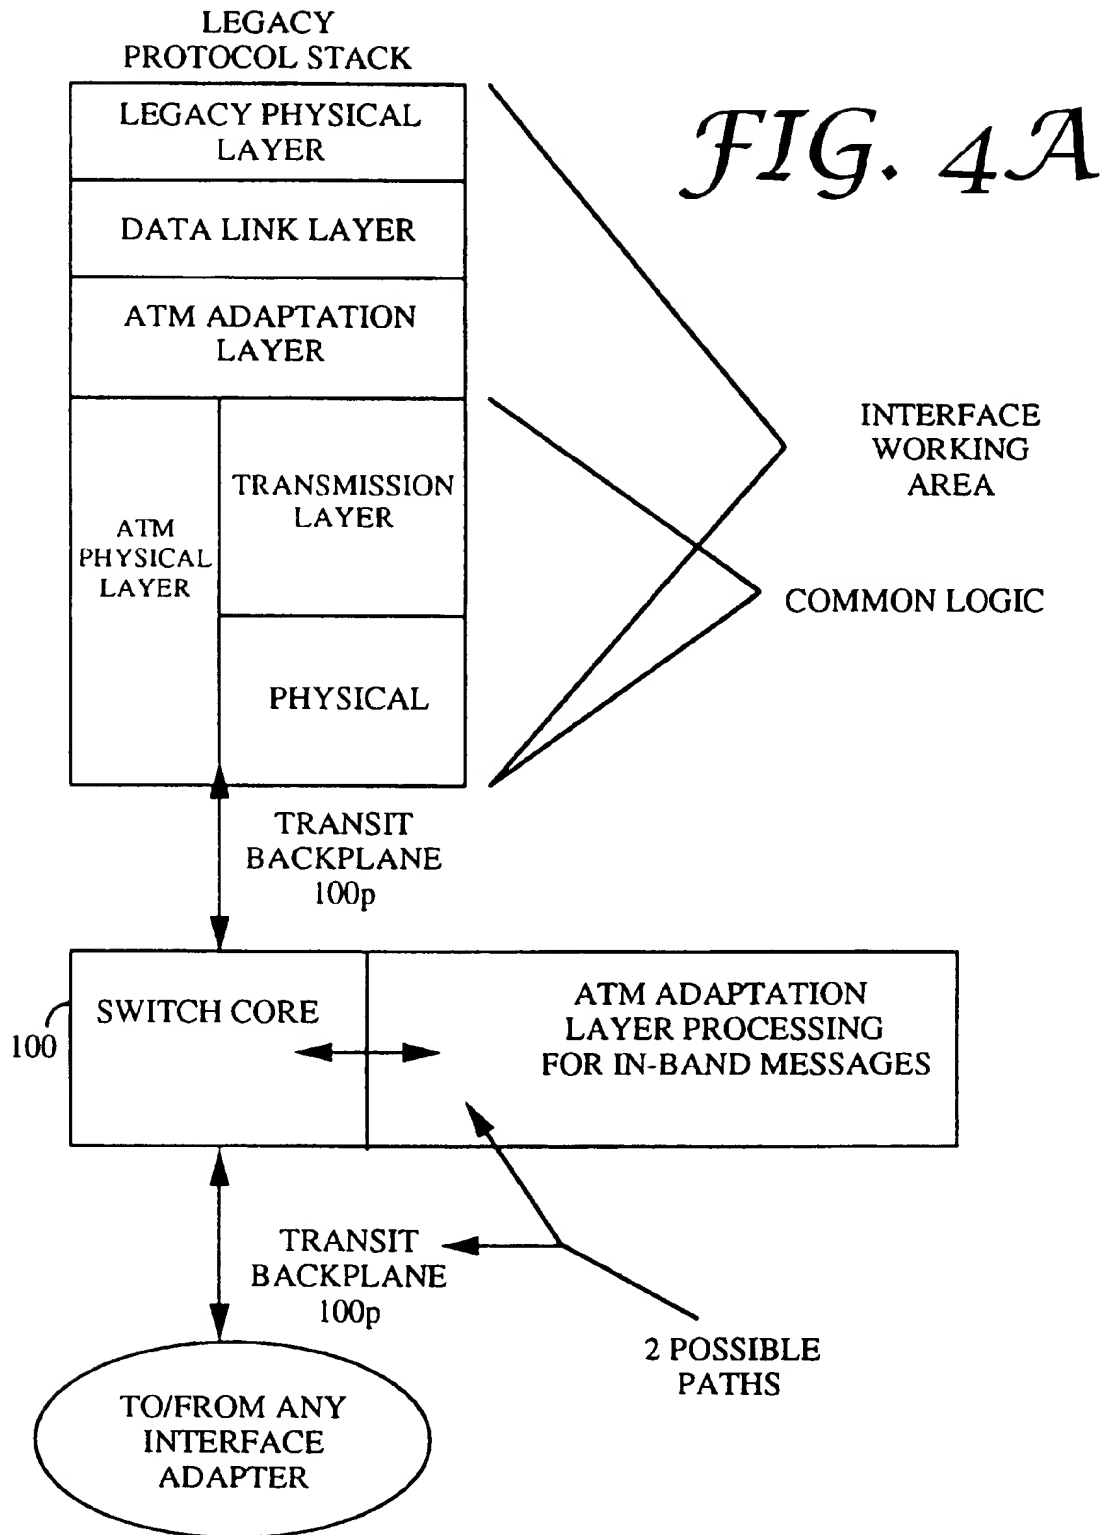 LEGACY
PROTOCOL STACK
FIG. 4A
LEGACY PHYSICAL
LAYER
DATA LINK LAYER
ATM ADAPTATION
LAYER
ATM
PHYSICAL
LAYER
TRANSMISSION
LAYER
PHYSICAL
INTERFACE
WORKING
AREA
COMMON LOGIC
TRANSIT
BACKPLANE
100p
100
SWITCH CORE
ATM ADAPTATION
LAYER PROCESSING
FOR IN-BAND MESSAGES
TRANSIT
BACKPLANE
100p
2 POSSIBLE
PATHS
TO/FROM ANY
INTERFACE
ADAPTER